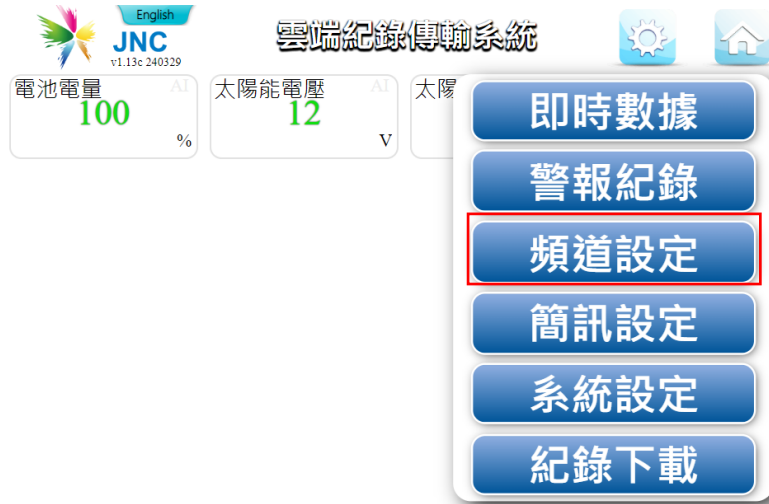 English
JNC
v1.13c 240329
雲端紀錄傳輸系統
電池電量 AI
100
%
太陽能電壓 AI
12
V
太陽
即時數據
警報紀錄
頻道設定
簡訊設定
系統設定
紀錄下載